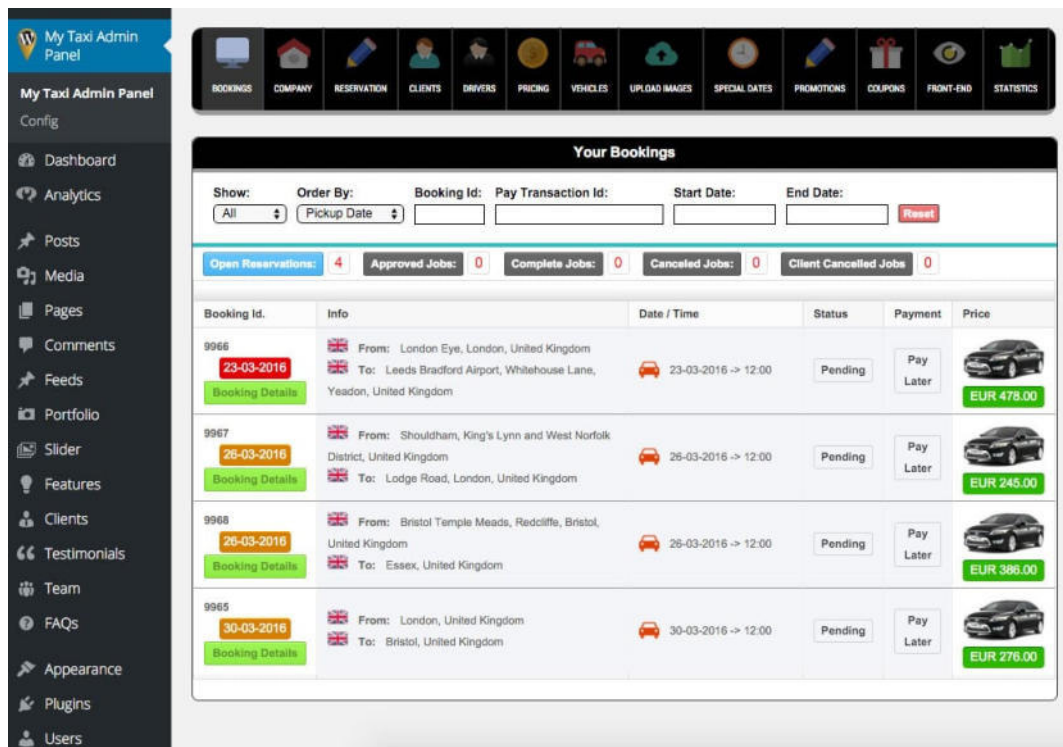 My Taxi Admin
Panel
My Taxi Admin Panel
Config
Dashboard
Analytics
Posts
Media
Pages
Comments
Feeds
Portfolio
Slider
Features
Clients
Testimonials
Team
FAQs
Appearance
Plugins
Users
BOOKINGS COMPANY RESERVATION CLIENTS DRIVERS PRICING VEHICLES UPLOAD IMAGES SPECIAL DATES PROMOTIONS COUPONS FRONT-END STATISTICS
Your Bookings
Show: Order By: Booking Id: Pay Transaction Id: Start Date: End Date:
All Pickup Date Reset
Open Reservations: 4 Approved Jobs: 0 Complete Jobs: 0 Canceled Jobs: 0 Client Cancelled Jobs 0
Booking Id. Info Date / Time Status Payment Price
9966
23-03-2016
Booking Details
From: London Eye, London, United Kingdom
To: Leeds Bradford Airport, Whitehouse Lane,
Yeadon, United Kingdom
23-03-2016 -> 12:00
Pending
Pay
Later
EUR 478.00
9967
26-03-2016
Booking Details
From: Shouldham, King's Lynn and West Norfolk
District, United Kingdom
To: Lodge Road, London, United Kingdom
26-03-2016 -> 12:00
Pending
Pay
Later
EUR 245.00
9968
26-03-2016
Booking Details
From: Bristol Temple Meads, Redcliffe, Bristol,
United Kingdom
To: Essex, United Kingdom
26-03-2016 -> 12:00
Pending
Pay
Later
EUR 386.00
9965
30-03-2016
Booking Details
From: London, United Kingdom
To: Bristol, United Kingdom
30-03-2016 -> 12:00
Pending
Pay
Later
EUR 276.00